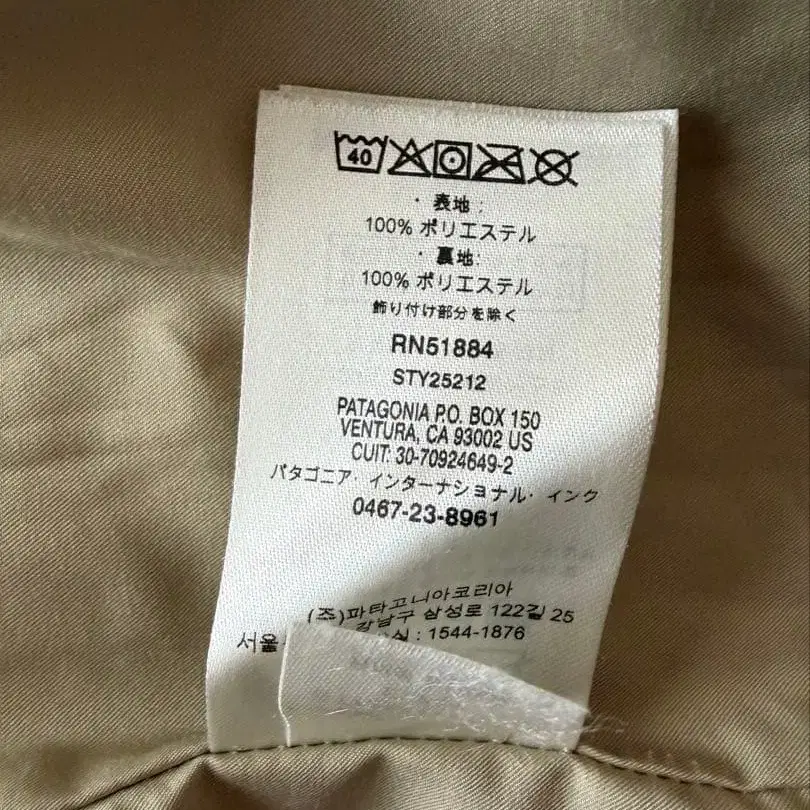 40
・表地:
100% ポリエステル
・裏地:
100% ポリエステル
飾り付け部分を除く
RN51884
STY25212
PATAGONIA P.O. BOX 150
VENTURA, CA 93002 US
CUIT: 30-70924649-2
パタゴニア・インターナショナル・インク
0467-23-8961
(주)파타고니아코리아
서울 강남구 삼성로 122길 25
: 1544-1876